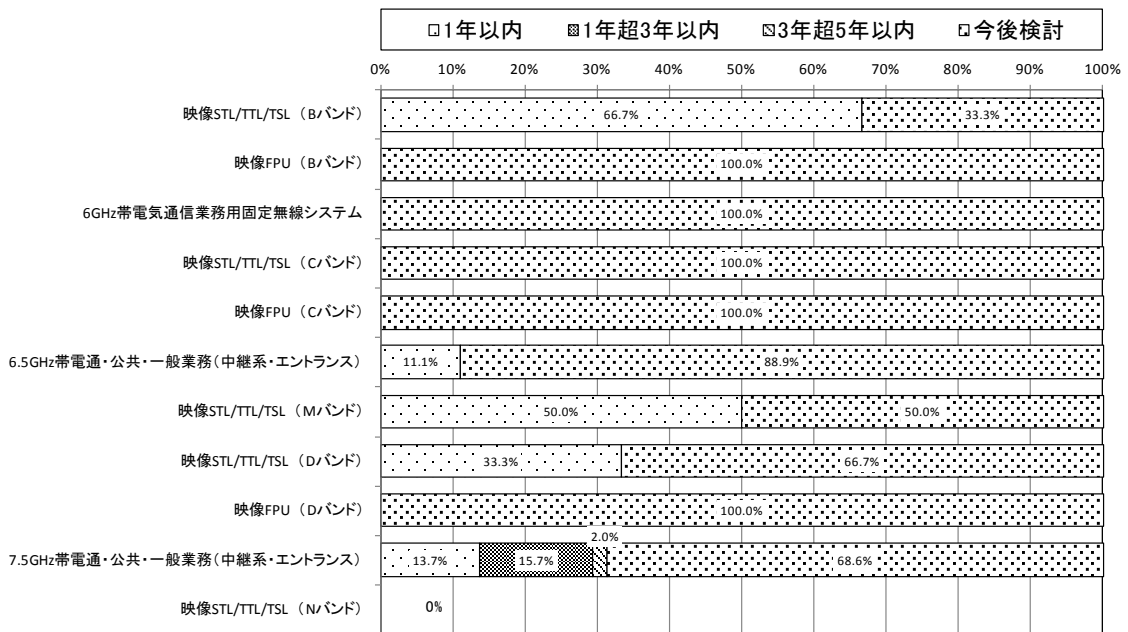 1年以内 1年超3年以内 3年超5年以内 今後検討
0% 10% 20% 30% 40% 50% 60% 70% 80% 90% 100%
映像STL/TTL/TSL（Bバンド） 66.7% 33.3%
映像FPU（Bバンド） 100.0%
6GHz帯電気通信業務用固定無線システム 100.0%
映像STL/TTL/TSL（Cバンド） 100.0%
映像FPU（Cバンド） 100.0%
6.5GHz帯電通・公共・一般業務（中継系・エントランス） 11.1% 88.9%
映像STL/TTL/TSL（Mバンド） 50.0% 50.0%
映像STL/TTL/TSL（Dバンド） 33.3% 66.7%
映像FPU（Dバンド） 100.0%
7.5GHz帯電通・公共・一般業務（中継系・エントランス） 13.7% 15.7% 2.0% 68.6%
映像STL/TTL/TSL（Nバンド） 0%